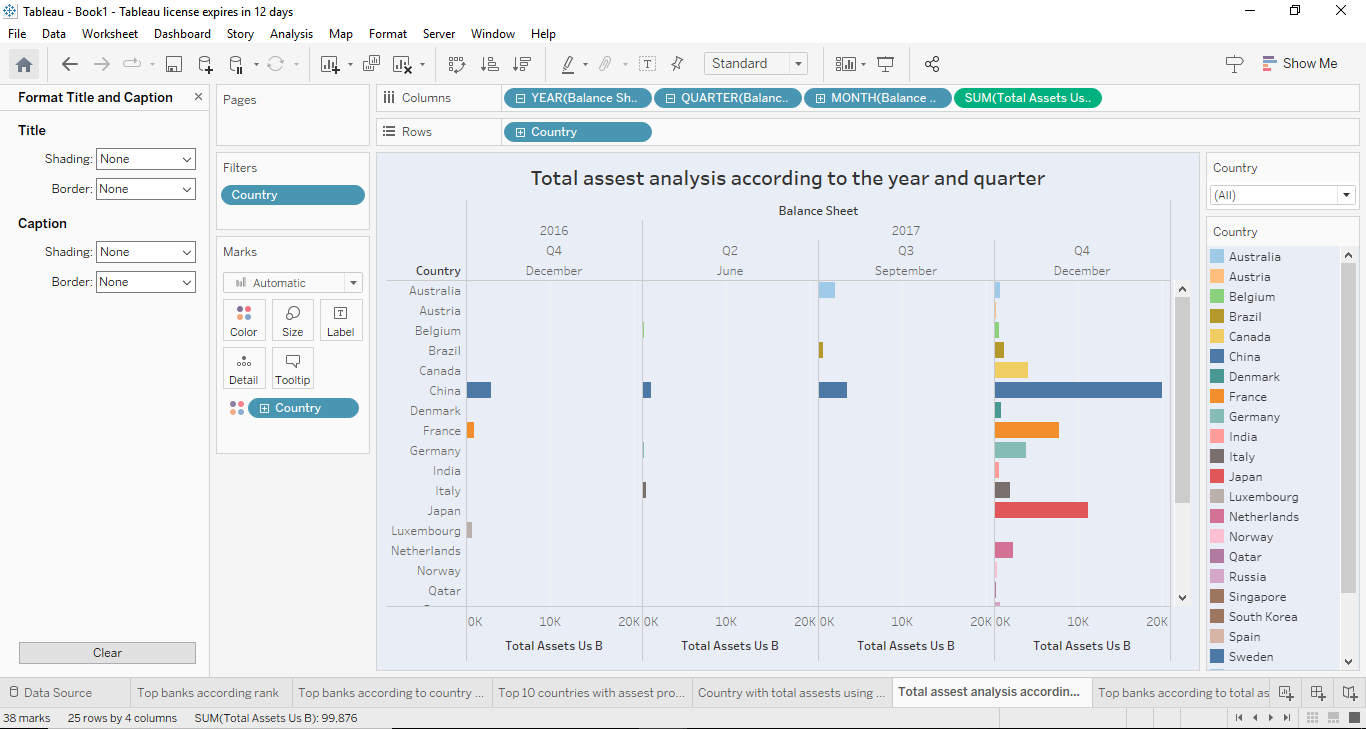 Tableau - Book1 - Tableau license expires in 12 days
File Data Worksheet Dashboard Story Analysis Map Format Server Window Help
Standard
Show Me
Format Title and Caption
Title
Shading: None
Border: None
Caption
Shading: None
Border: None
Clear
Pages
Filters
Country
Marks
Automatic
Color Size Label
Detail Tooltip
Country
Columns YEAR(Balance Sh.. QUARTER(Balanc.. MONTH(Balance .. SUM(Total Assets Us..
Rows Country
Total assest analysis according to the year and quarter
Balance Sheet
2016 2017
Q4 Q2 Q3 Q4
Country December June September December
Australia
Austria
Belgium
Brazil
Canada
China
Denmark
France
Germany
India
Italy
Japan
Luxembourg
Netherlands
Norway
Qatar
0K 10K 20K 0K 10K 20K 0K 10K 20K 0K 10K 20K
Total Assets Us B Total Assets Us B Total Assets Us B Total Assets Us B
Country
(All)
Country
Australia
Austria
Belgium
Brazil
Canada
China
Denmark
France
Germany
India
Italy
Japan
Luxembourg
Netherlands
Norway
Qatar
Russia
Singapore
South Korea
Spain
Sweden
Data Source Top banks according rank Top banks according to country ... Top 10 countries with assest pro... Country with total assests using ... Total assest analysis accordin... Top banks according to total as
38 marks 25 rows by 4 columns SUM(Total Assets Us B): 99.876